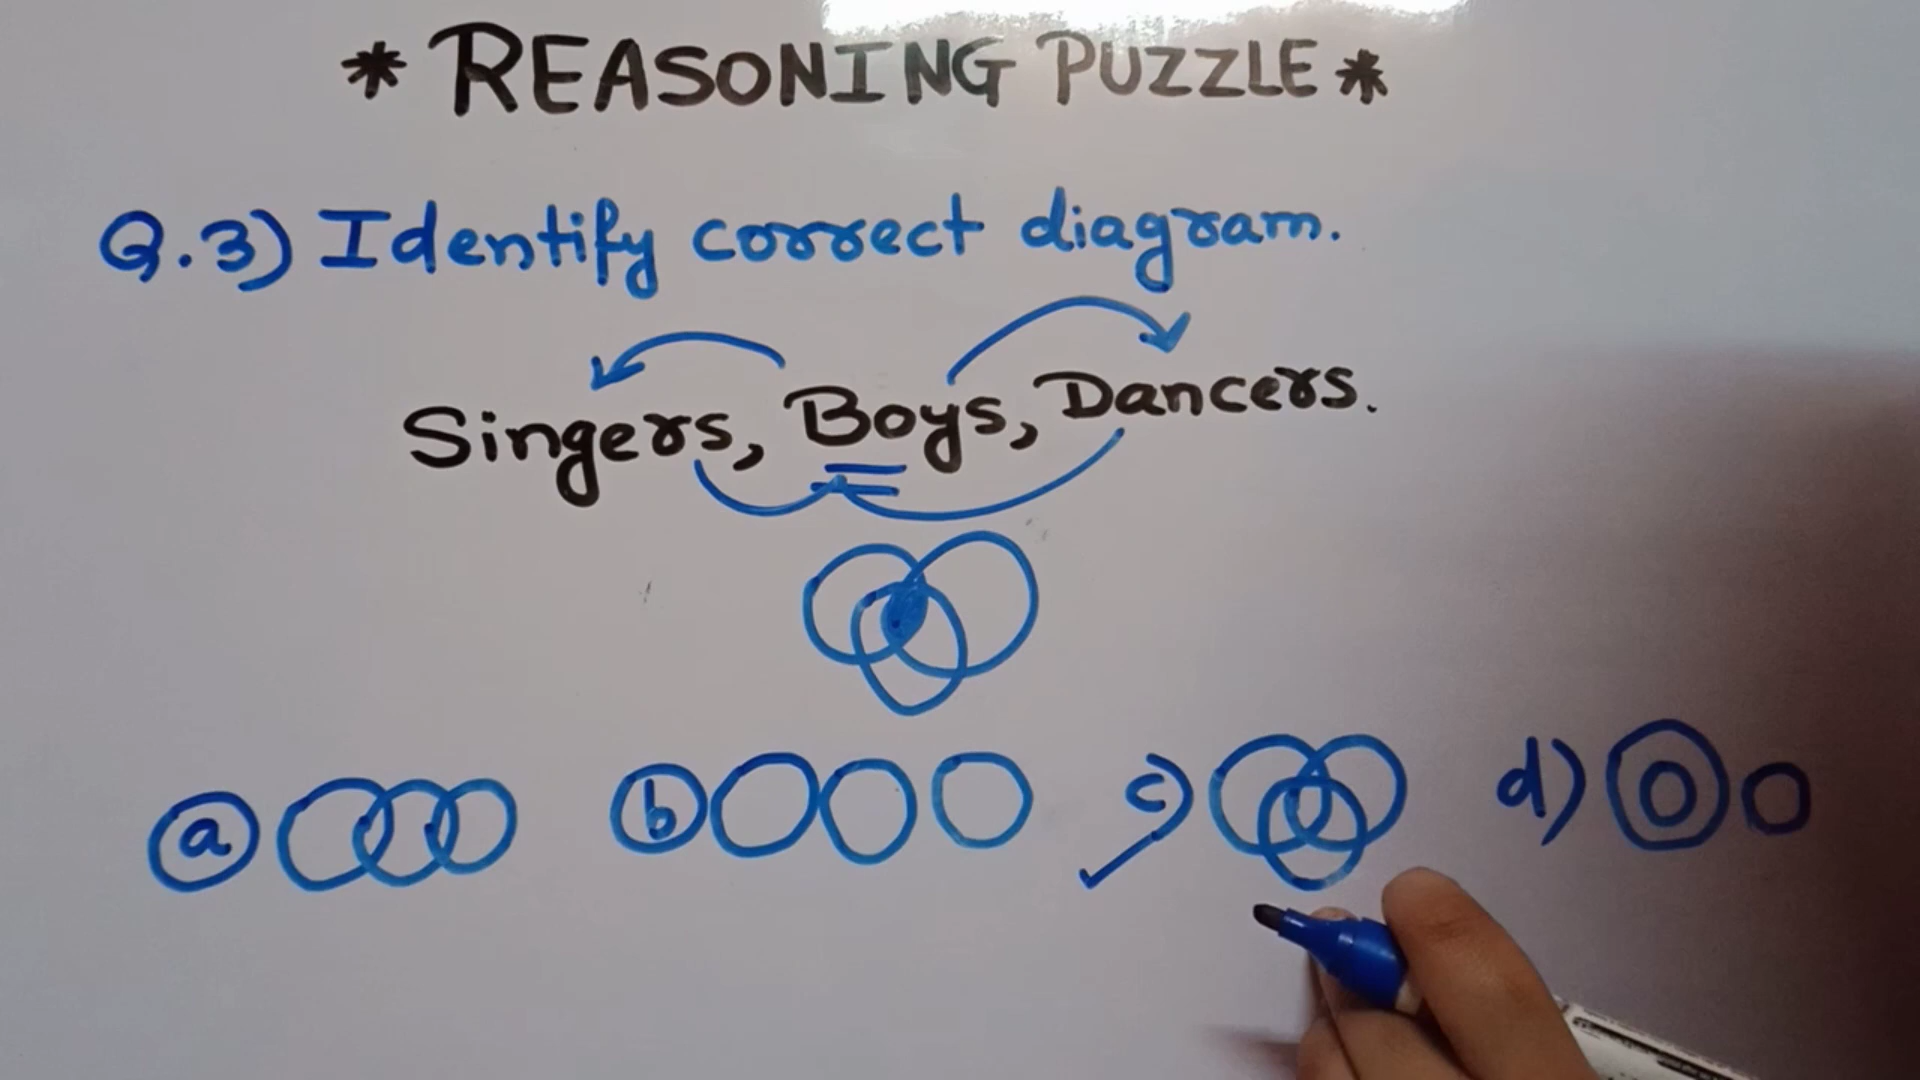 * REASONING PUZZLE *
Q.3) Identify correct diagram.
Singers, Boys, Dancers.
a b c) d)